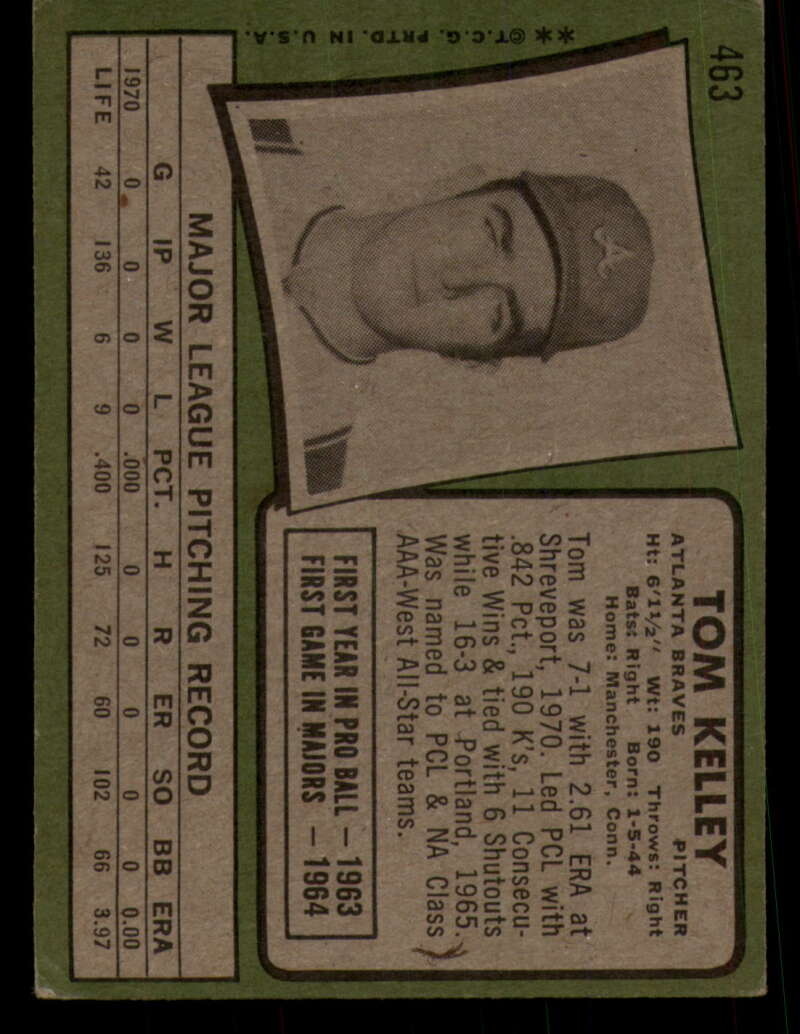 463
A
TOM KELLEY
ATLANTA BRAVES PITCHER
Ht: 6'1½" Wt: 190 Throws: Right
Bats: Right Born: 1-5-44
Home: Manchester, Conn.
Tom was 7-1 with 2.61 ERA at
Shreveport, 1970. Led PCL with
.842 Pct., 190 K's, 11 Consecu-
tive Wins & tied with 6 Shutouts
while 16-3 at Portland, 1965.
Was named to PCL & NA Class
AAA-West All-Star teams.
FIRST YEAR IN PRO BALL — 1963
FIRST GAME IN MAJORS — 1964
MAJOR LEAGUE PITCHING RECORD
G IP W L PCT. H R ER SO BB ERA
1970 0 0 0 0 .000 0 0 0 0 0 0.00
LIFE 42 136 6 9 .400 125 72 60 102 66 3.97
**©T.C.G. PRTD. IN U.S.A.